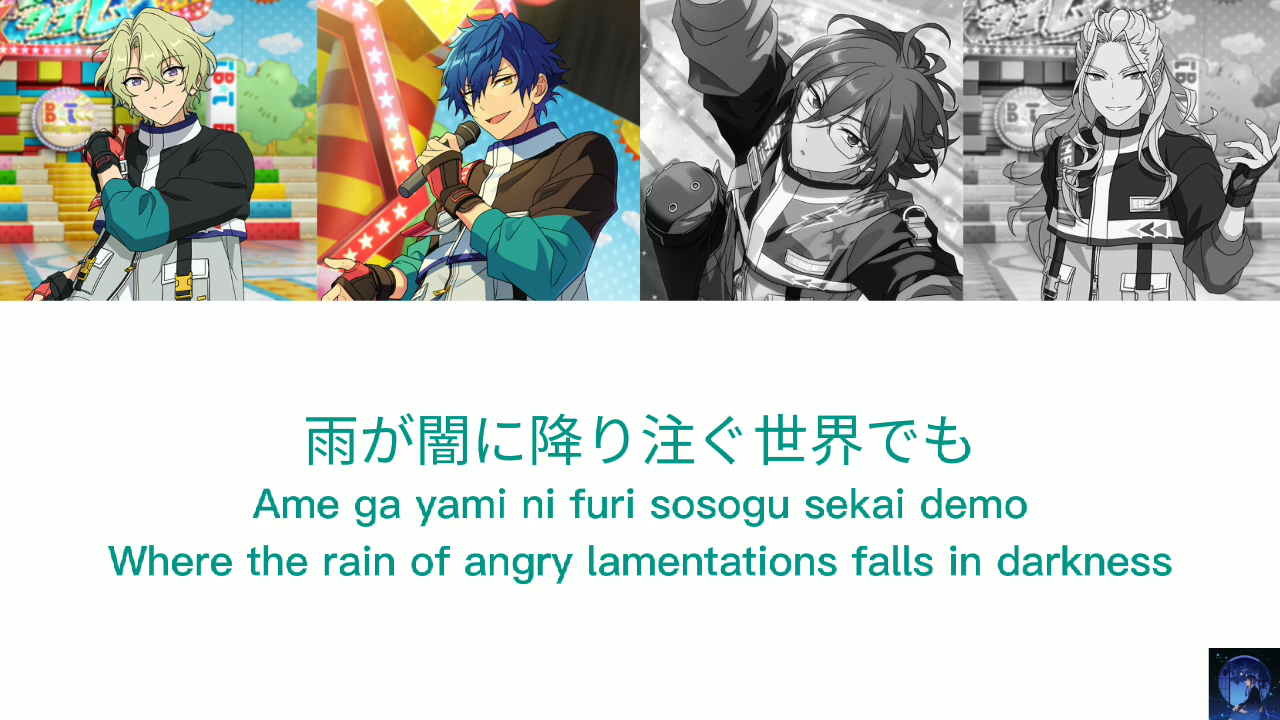 雨が闇に降り注ぐ世界でも
Ame ga yami ni furi sosogu sekai demo
Where the rain of angry lamentations falls in darkness